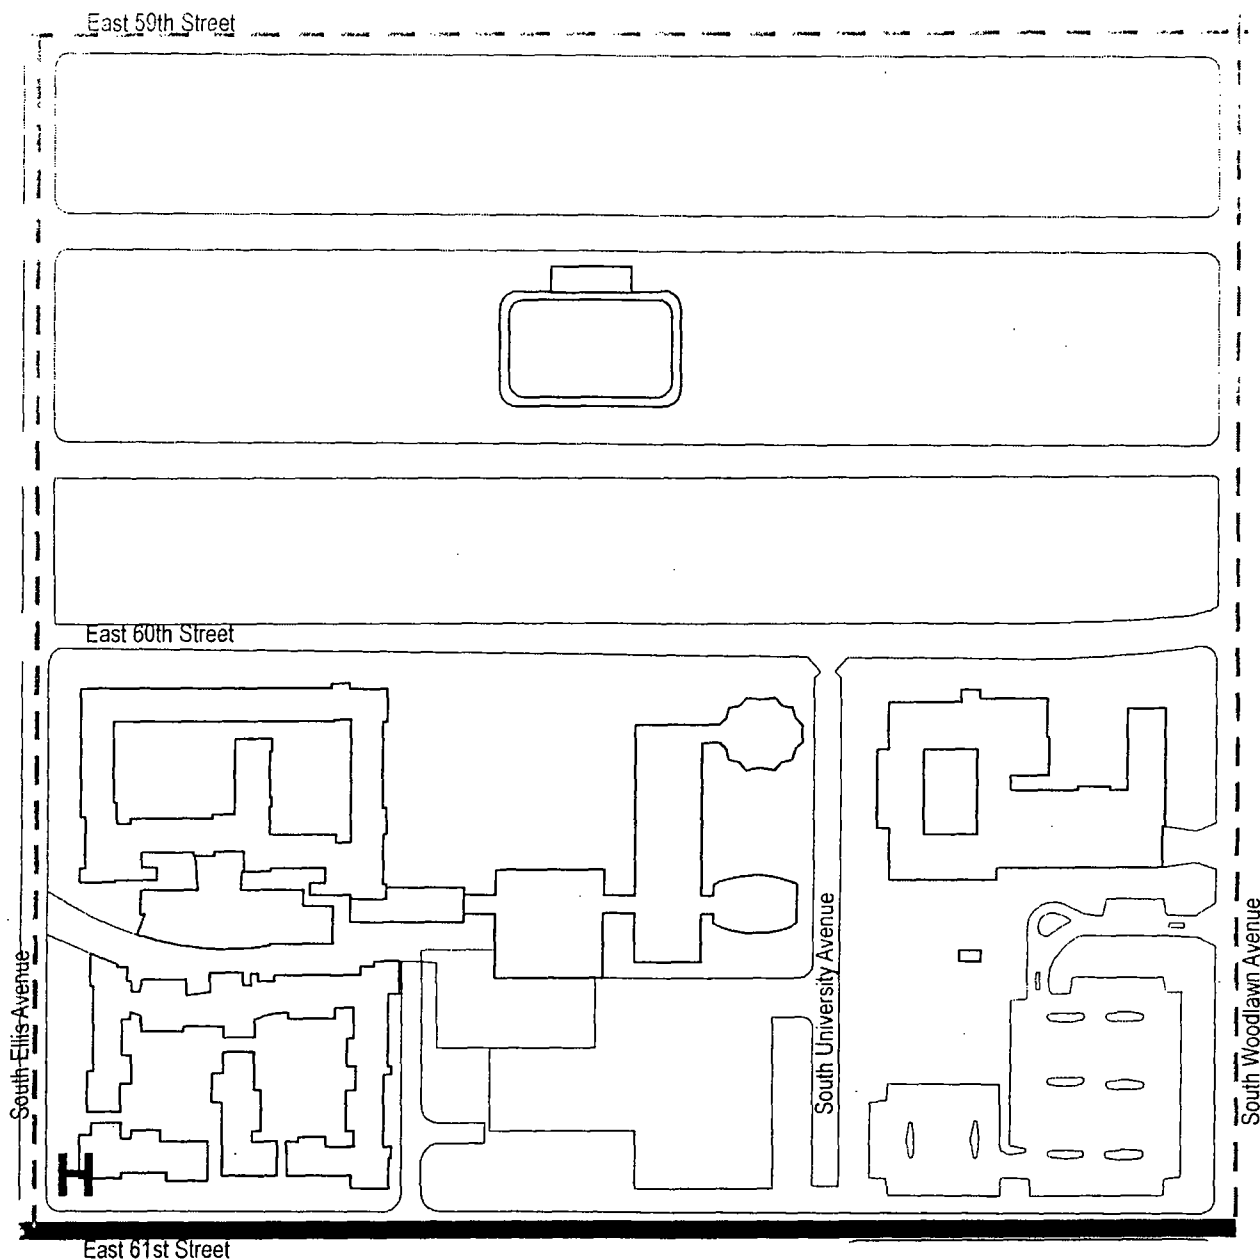 East 59th Street
East 60th Street
South Ellis Avenue
South University Avenue
South Woodlawn Avenue
H
East 61st Street